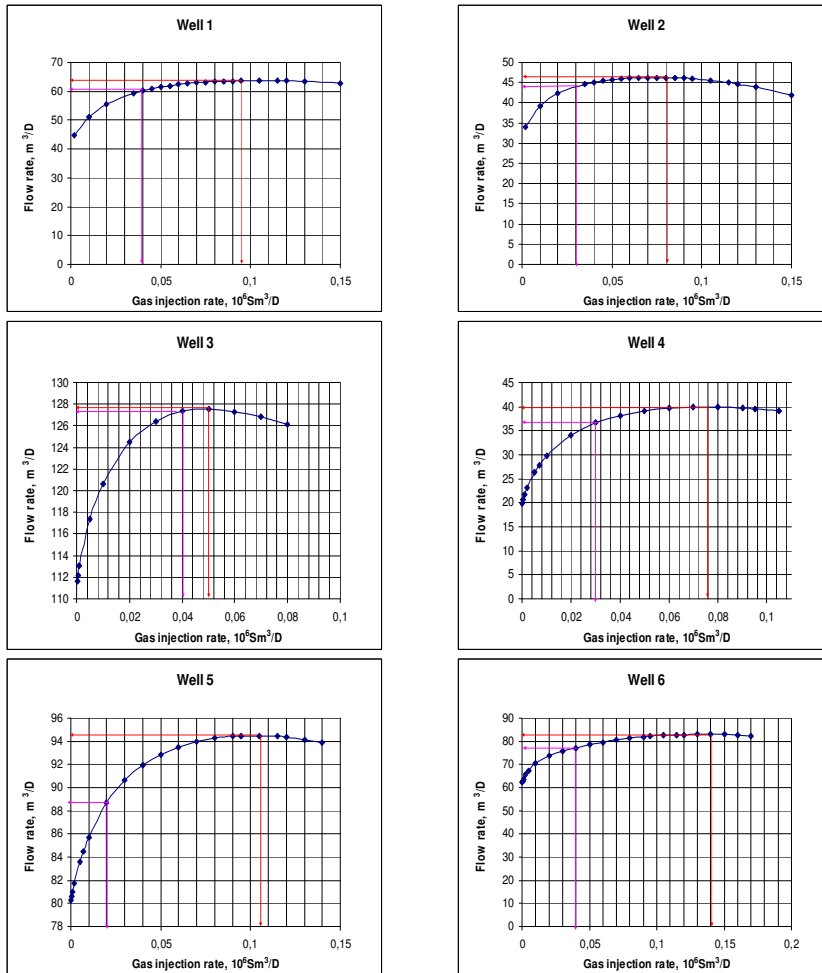 Well 1
70
60
50
40
30
20
10
0
0 0,05 0,1 0,15
Flow rate, m³/D
Gas injection rate, 10⁶Sm³/D
Well 2
50
45
40
35
30
25
20
15
10
5
0
0 0,05 0,1 0,15
Flow rate, m³/D
Gas injection rate, 10⁶Sm³/D
Well 3
130
128
126
124
122
120
118
116
114
112
110
0 0,02 0,04 0,06 0,08 0,1
Flow rate, m³/D
Gas injection rate, 10⁶Sm³/D
Well 4
45
40
35
30
25
20
15
10
5
0
0 0,02 0,04 0,06 0,08 0,1
Flow rate, m³/D
Gas injection rate, 10⁶Sm³/D
Well 5
96
94
92
90
88
86
84
82
80
78
0 0,05 0,1 0,15
Flow rate, m³/D
Gas injection rate, 10⁶Sm³/D
Well 6
90
80
70
60
50
40
30
20
10
0
0 0,05 0,1 0,15 0,2
Flow rate, m³/D
Gas injection rate, 10⁶Sm³/D